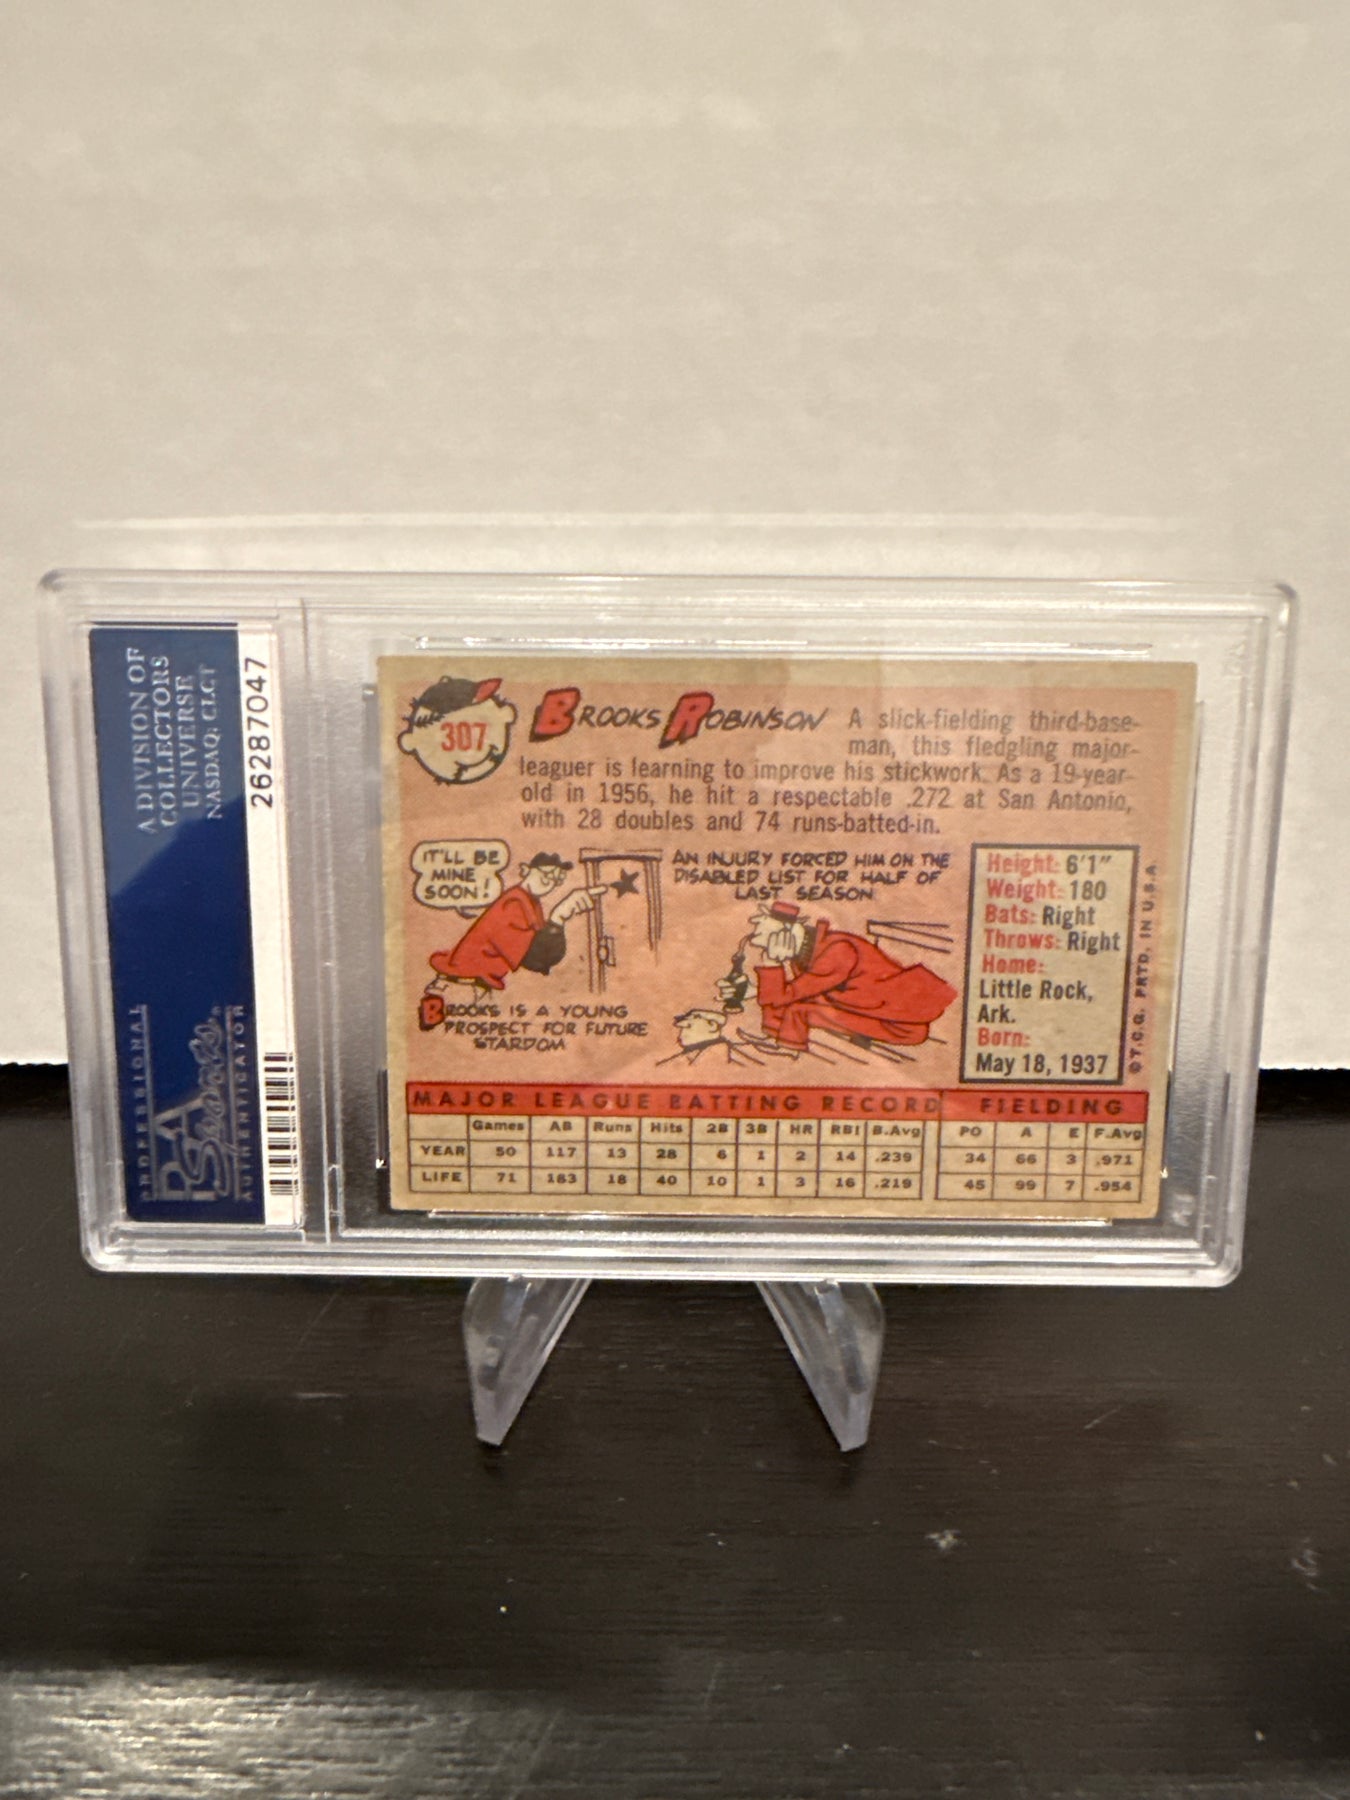 A DIVISION OF
COLLECTORS
UNIVERSE
NASDAQ: CLCT
26287047
PROFESSIONAL
PSA
Sports®
AUTHENTICATOR
307
BROOKS ROBINSON A slick-fielding third-base-
man, this fledgling major-
leaguer is learning to improve his stickwork. As a 19-year-
old in 1956, he hit a respectable .272 at San Antonio,
with 28 doubles and 74 runs-batted-in.
IT'LL BE
MINE
SOON!
BROOKS IS A YOUNG
PROSPECT FOR FUTURE
STARDOM
AN INJURY FORCED HIM ON THE
DISABLED LIST FOR HALF OF
LAST SEASON
Height: 6'1"
Weight: 180
Bats: Right
Throws: Right
Home:
Little Rock,
Ark.
Born:
May 18, 1937
© T.C.G. PRTD. IN U.S.A.
MAJOR LEAGUE BATTING RECORD FIELDING
Games AB Runs Hits 2B 3B HR RBI B.Avg PO A E F.Avg
YEAR 50 117 13 28 6 1 2 14 .239 34 66 3 .971
LIFE 71 183 18 40 10 1 3 16 .219 45 99 7 .954